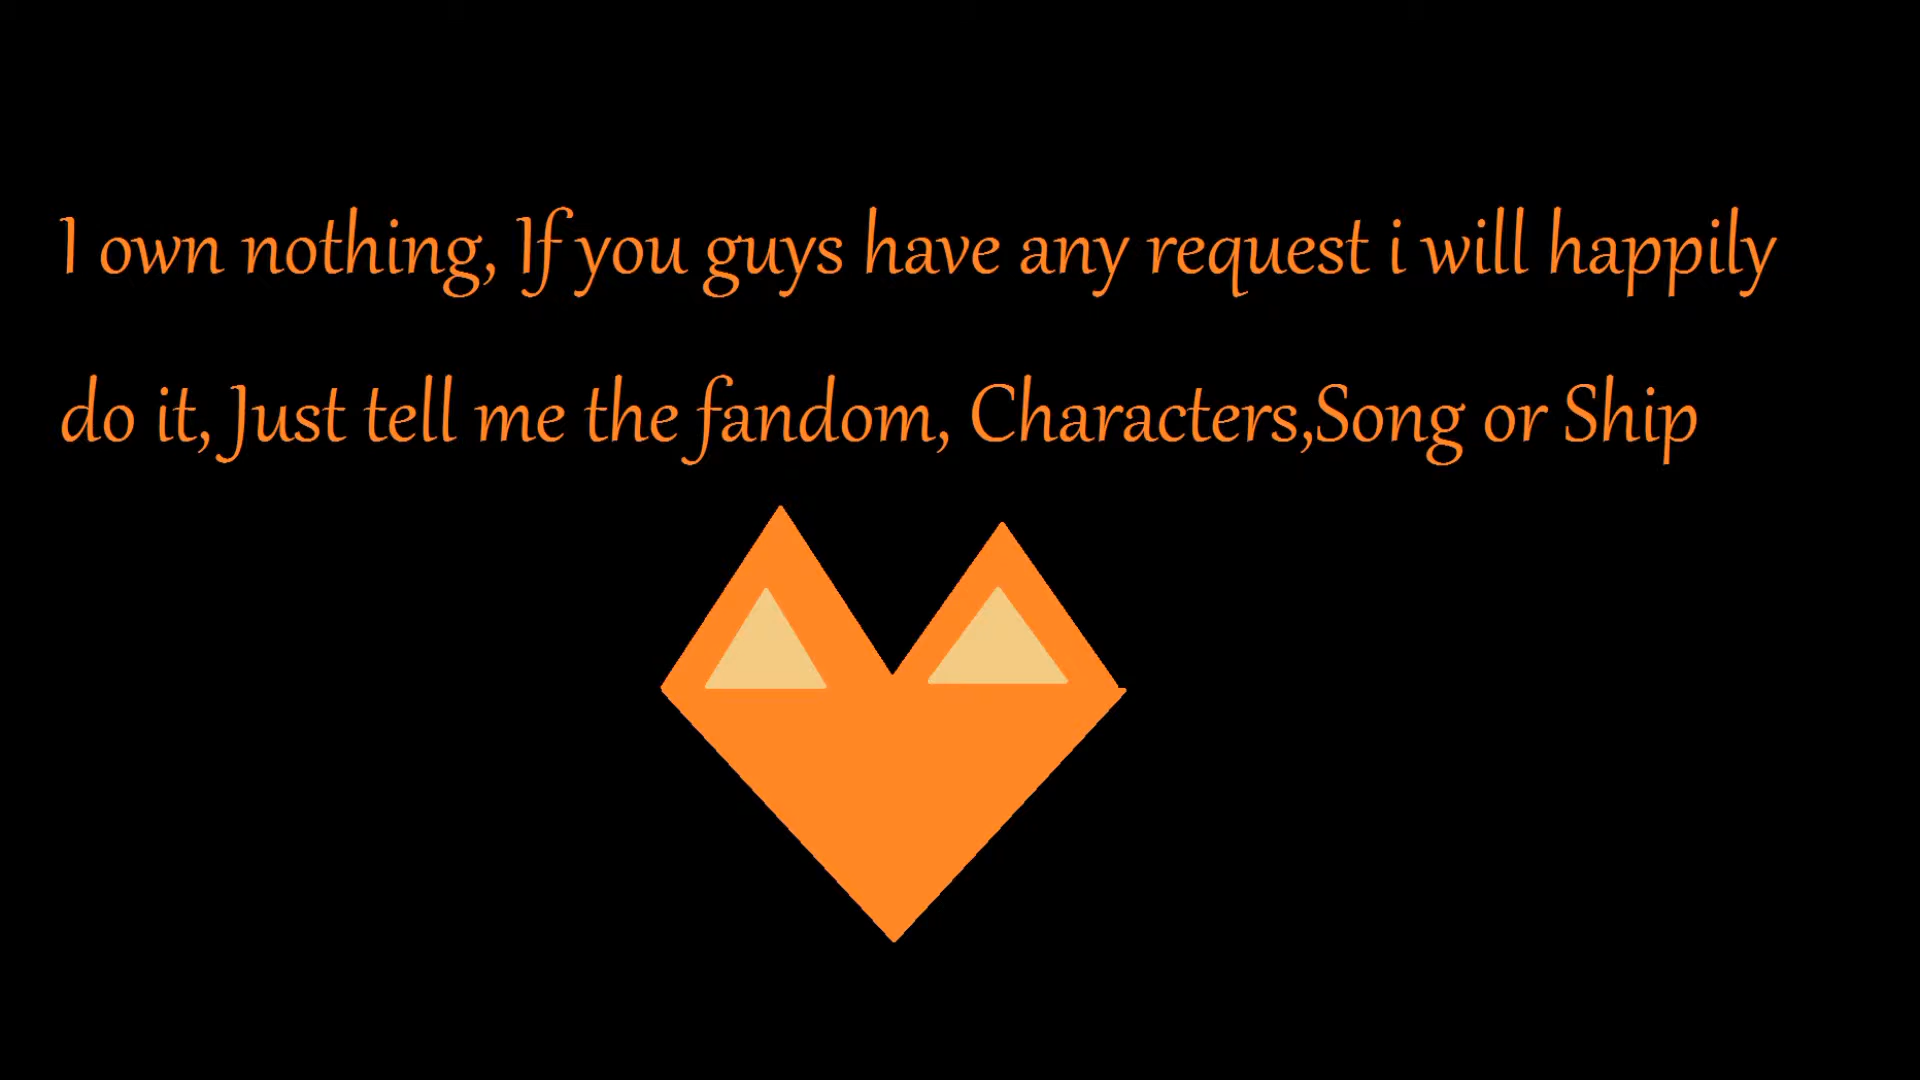 I own nothing, If you guys have any request i will happily
do it, Just tell me the fandom, Characters,Song or Ship